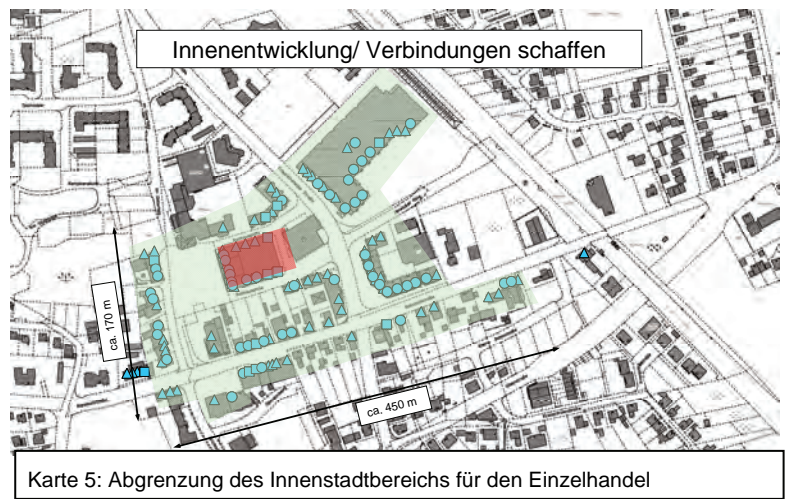 Innenentwicklung/ Verbindungen schaffen
ca. 170 m
ca. 450 m
Karte 5: Abgrenzung des Innenstadtbereichs für den Einzelhandel